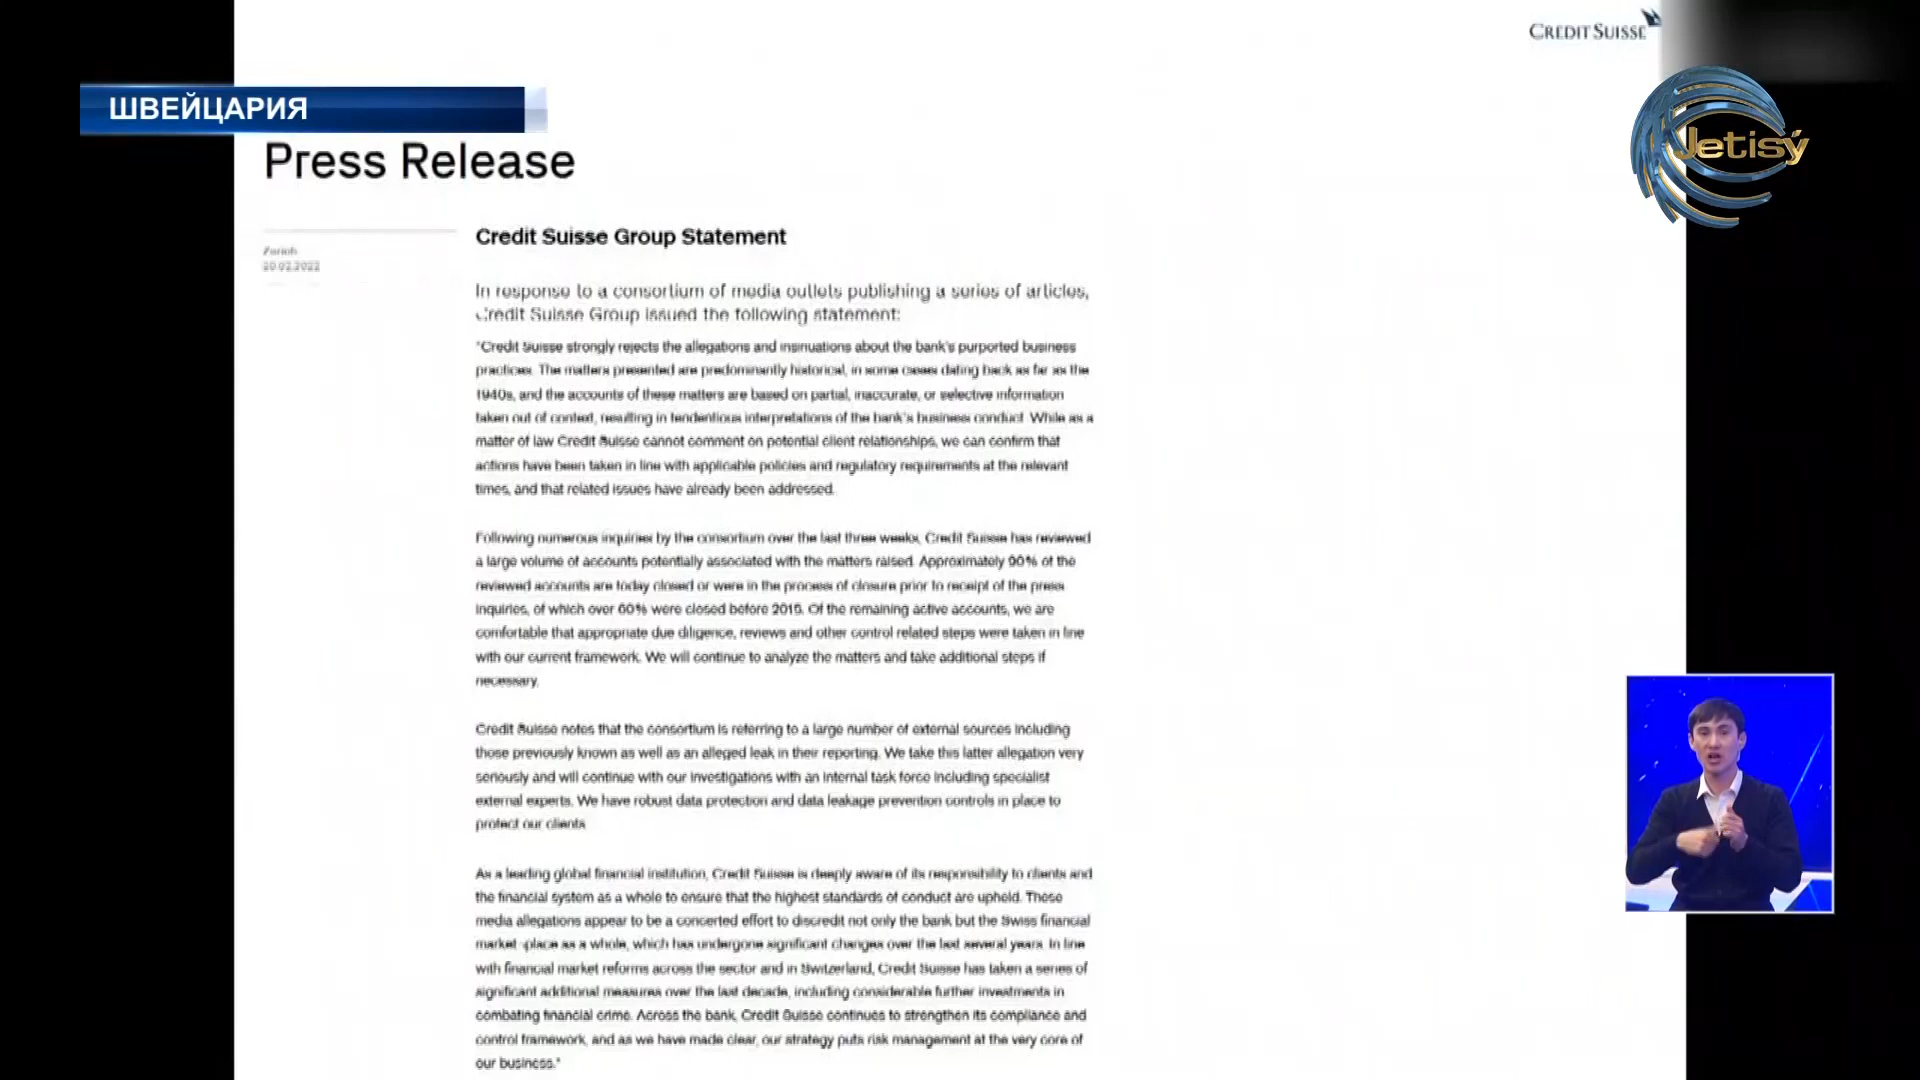 CREDIT SUISSE
ШВЕЙЦАРИЯ
Jetisý
Press Release
Zurich
20.02.2022
Credit Suisse Group Statement
In response to a consortium of media outlets publishing a series of articles,
Credit Suisse Group issued the following statement:
"Credit Suisse strongly rejects the allegations and insinuations about the bank's purported business
practices. The matters presented are predominantly historical, in some cases dating back as far as the
1940s, and the accounts of these matters are based on partial, inaccurate, or selective information
taken out of context, resulting in tendentious interpretations of the bank's business conduct. While as a
matter of law Credit Suisse cannot comment on potential client relationships, we can confirm that
actions have been taken in line with applicable policies and regulatory requirements at the relevant
times, and that related issues have already been addressed.
Following numerous inquiries by the consortium over the last three weeks, Credit Suisse has reviewed
a large volume of accounts potentially associated with the matters raised. Approximately 90% of the
reviewed accounts are today closed or were in the process of closure prior to receipt of the press
inquiries, of which over 60% were closed before 2015. Of the remaining active accounts, we are
comfortable that appropriate due diligence, reviews and other control related steps were taken in line
with our current framework. We will continue to analyze the matters and take additional steps if
necessary.
Credit Suisse notes that the consortium is referring to a large number of external sources including
those previously known as well as an alleged leak in their reporting. We take this latter allegation very
seriously and will continue with our investigations with an internal task force including specialist
external experts. We have robust data protection and data leakage prevention controls in place to
protect our clients.
As a leading global financial institution, Credit Suisse is deeply aware of its responsibility to clients and
the financial system as a whole to ensure that the highest standards of conduct are upheld. These
media allegations appear to be a concerted effort to discredit not only the bank but the Swiss financial
market-place as a whole, which has undergone significant changes over the last several years. In line
with financial market reforms across the sector and in Switzerland, Credit Suisse has taken a series of
significant additional measures over the last decade, including considerable further investments in
combating financial crime. Across the bank, Credit Suisse continues to strengthen its compliance and
control framework, and as we have made clear, our strategy puts risk management at the very core of
our business."